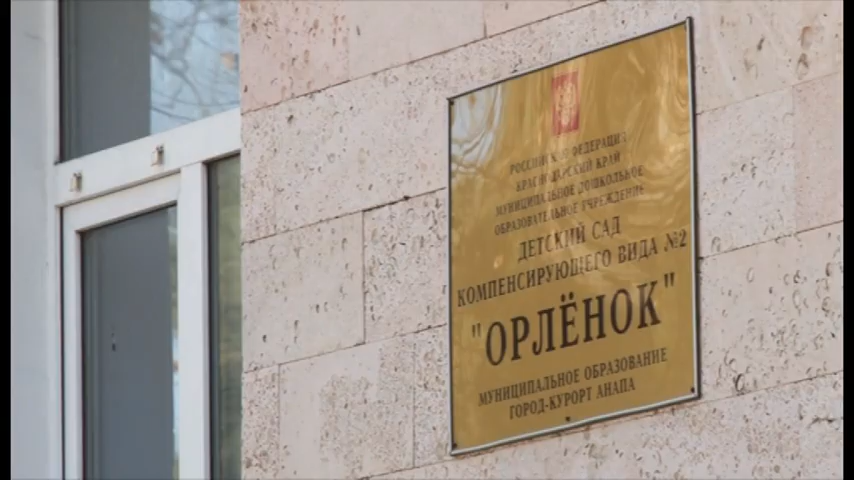 РОССИЙСКАЯ ФЕДЕРАЦИЯ
КРАСНОДАРСКИЙ КРАЙ
МУНИЦИПАЛЬНОЕ ДОШКОЛЬНОЕ
ОБРАЗОВАТЕЛЬНОЕ УЧРЕЖДЕНИЕ
ДЕТСКИЙ САД
КОМПЕНСИРУЮЩЕГО ВИДА №2
"ОРЛЁНОК"
МУНИЦИПАЛЬНОЕ ОБРАЗОВАНИЕ
ГОРОД-КУРОРТ АНАПА